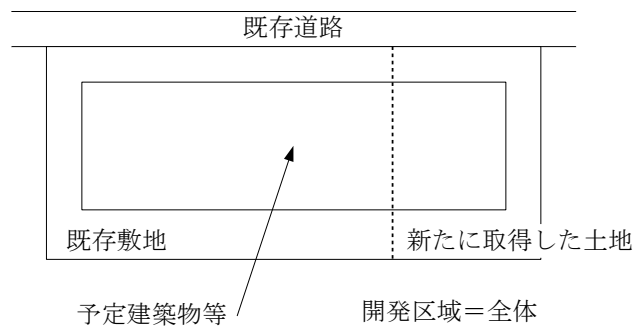 既存道路
既存敷地
新たに取得した土地
予定建築物等
開発区域＝全体